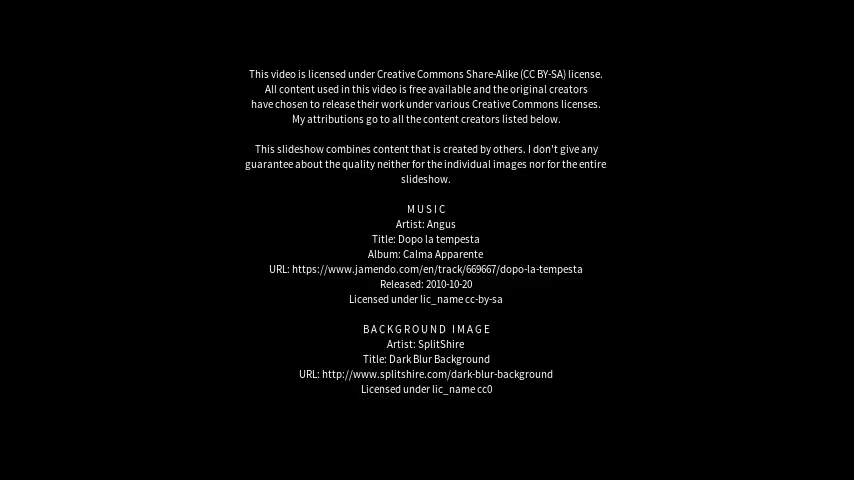 This video is licensed under Creative Commons Share-Alike (CC BY-SA) license.
All content used in this video is free available and the original creators
have chosen to release their work under various Creative Commons licenses.
My attributions go to all the content creators listed below.
This slideshow combines content that is created by others. I don't give any
guarantee about the quality neither for the individual images nor for the entire
slideshow.
M U S I C
Artist: Angus
Title: Dopo la tempesta
Album: Calma Apparente
URL: https://www.jamendo.com/en/track/669667/dopo-la-tempesta
Released: 2010-10-20
Licensed under lic_name cc-by-sa
B A C K G R O U N D   I M A G E
Artist: SplitShire
Title: Dark Blur Background
URL: http://www.splitshire.com/dark-blur-background
Licensed under lic_name cc0